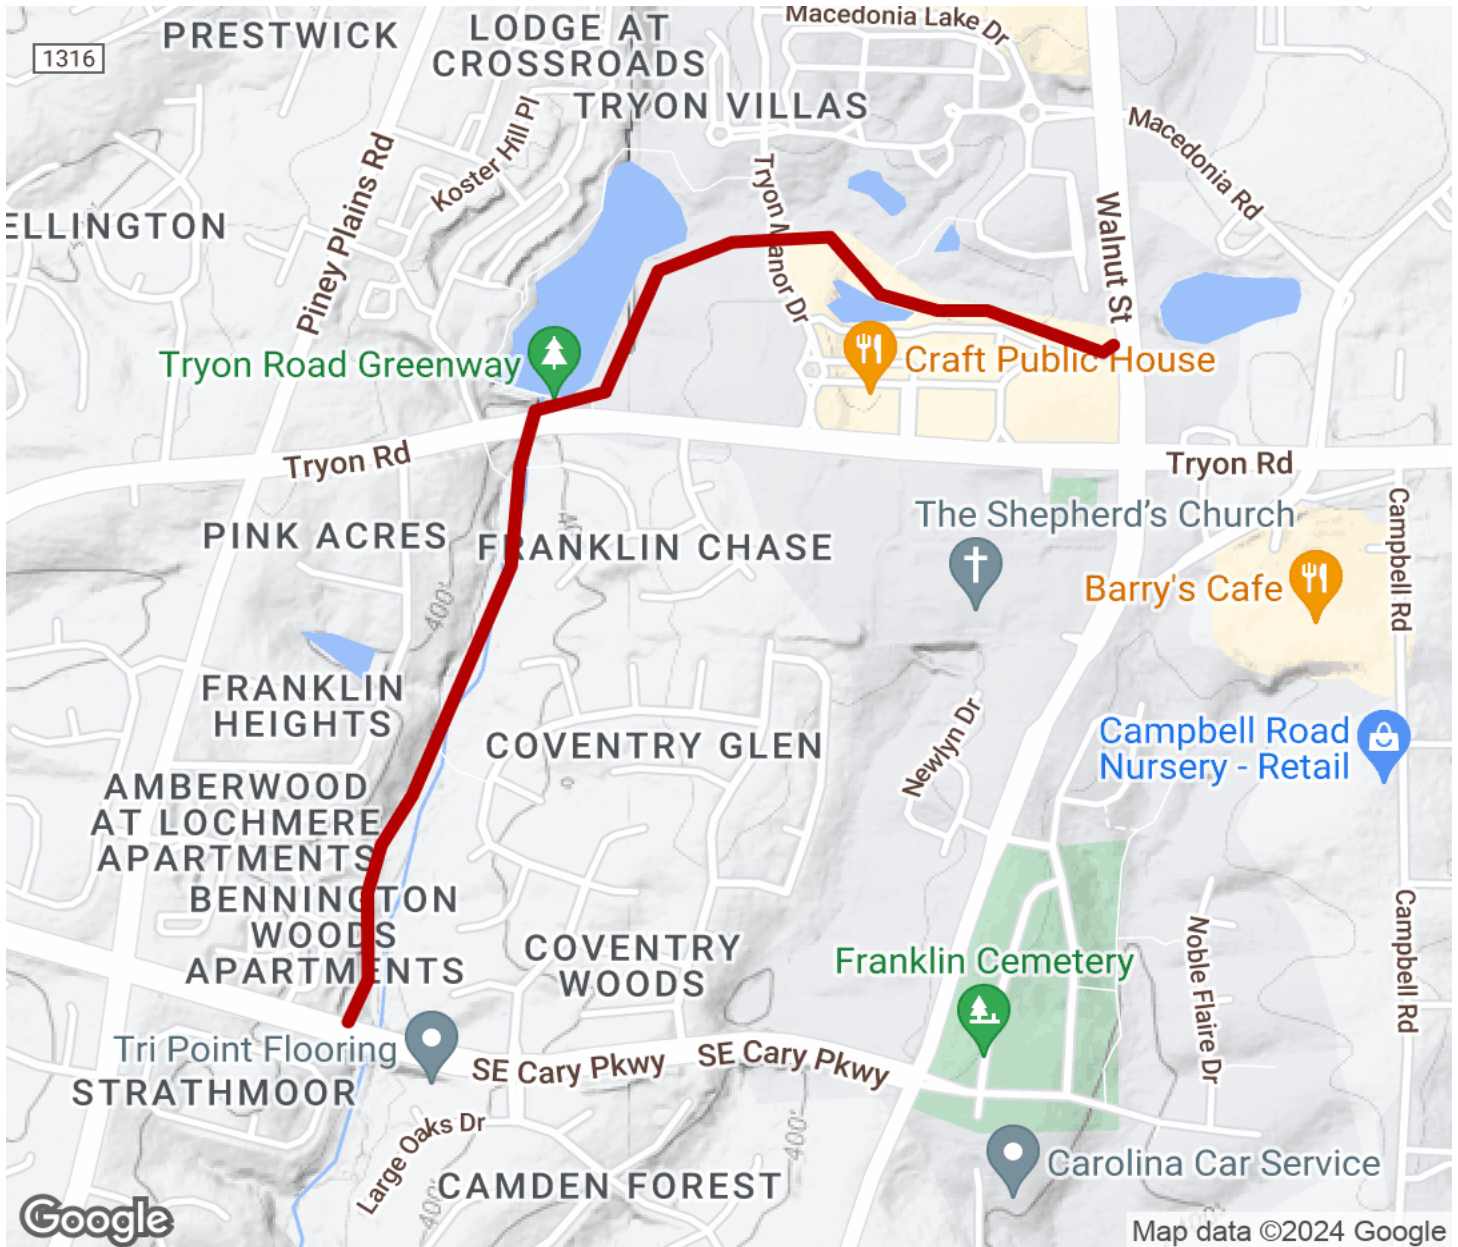 PRESTWICK
LODGE AT
CROSSROADS
Macedonia Lake Dr
1316
TRYON VILLAS
Koster Hill Pl
Macedonia Rd
Piney Plains Rd
Tryon Manor Dr
Walnut St
ELLINGTON
Tryon Road Greenway
Craft Public House
Tryon Rd
Tryon Rd
The Shepherd's Church
Campbell Rd
PINK ACRES
FRANKLIN CHASE
Barry's Cafe
400'
FRANKLIN
HEIGHTS
COVENTRY GLEN
Newlyn Dr
Campbell Road
Nursery - Retail
AMBERWOOD
AT LOCHMERE
APARTMENTS
BENNINGTON
WOODS
APARTMENTS
COVENTRY
WOODS
Franklin Cemetery
Noble Flaire Dr
Campbell Rd
Tri Point Flooring
SE Cary Pkwy
SE Cary Pkwy
STRATHMOOR
Large Oaks Dr
400'
400'
CAMDEN FOREST
Carolina Car Service
Google
Map data ©2024 Google